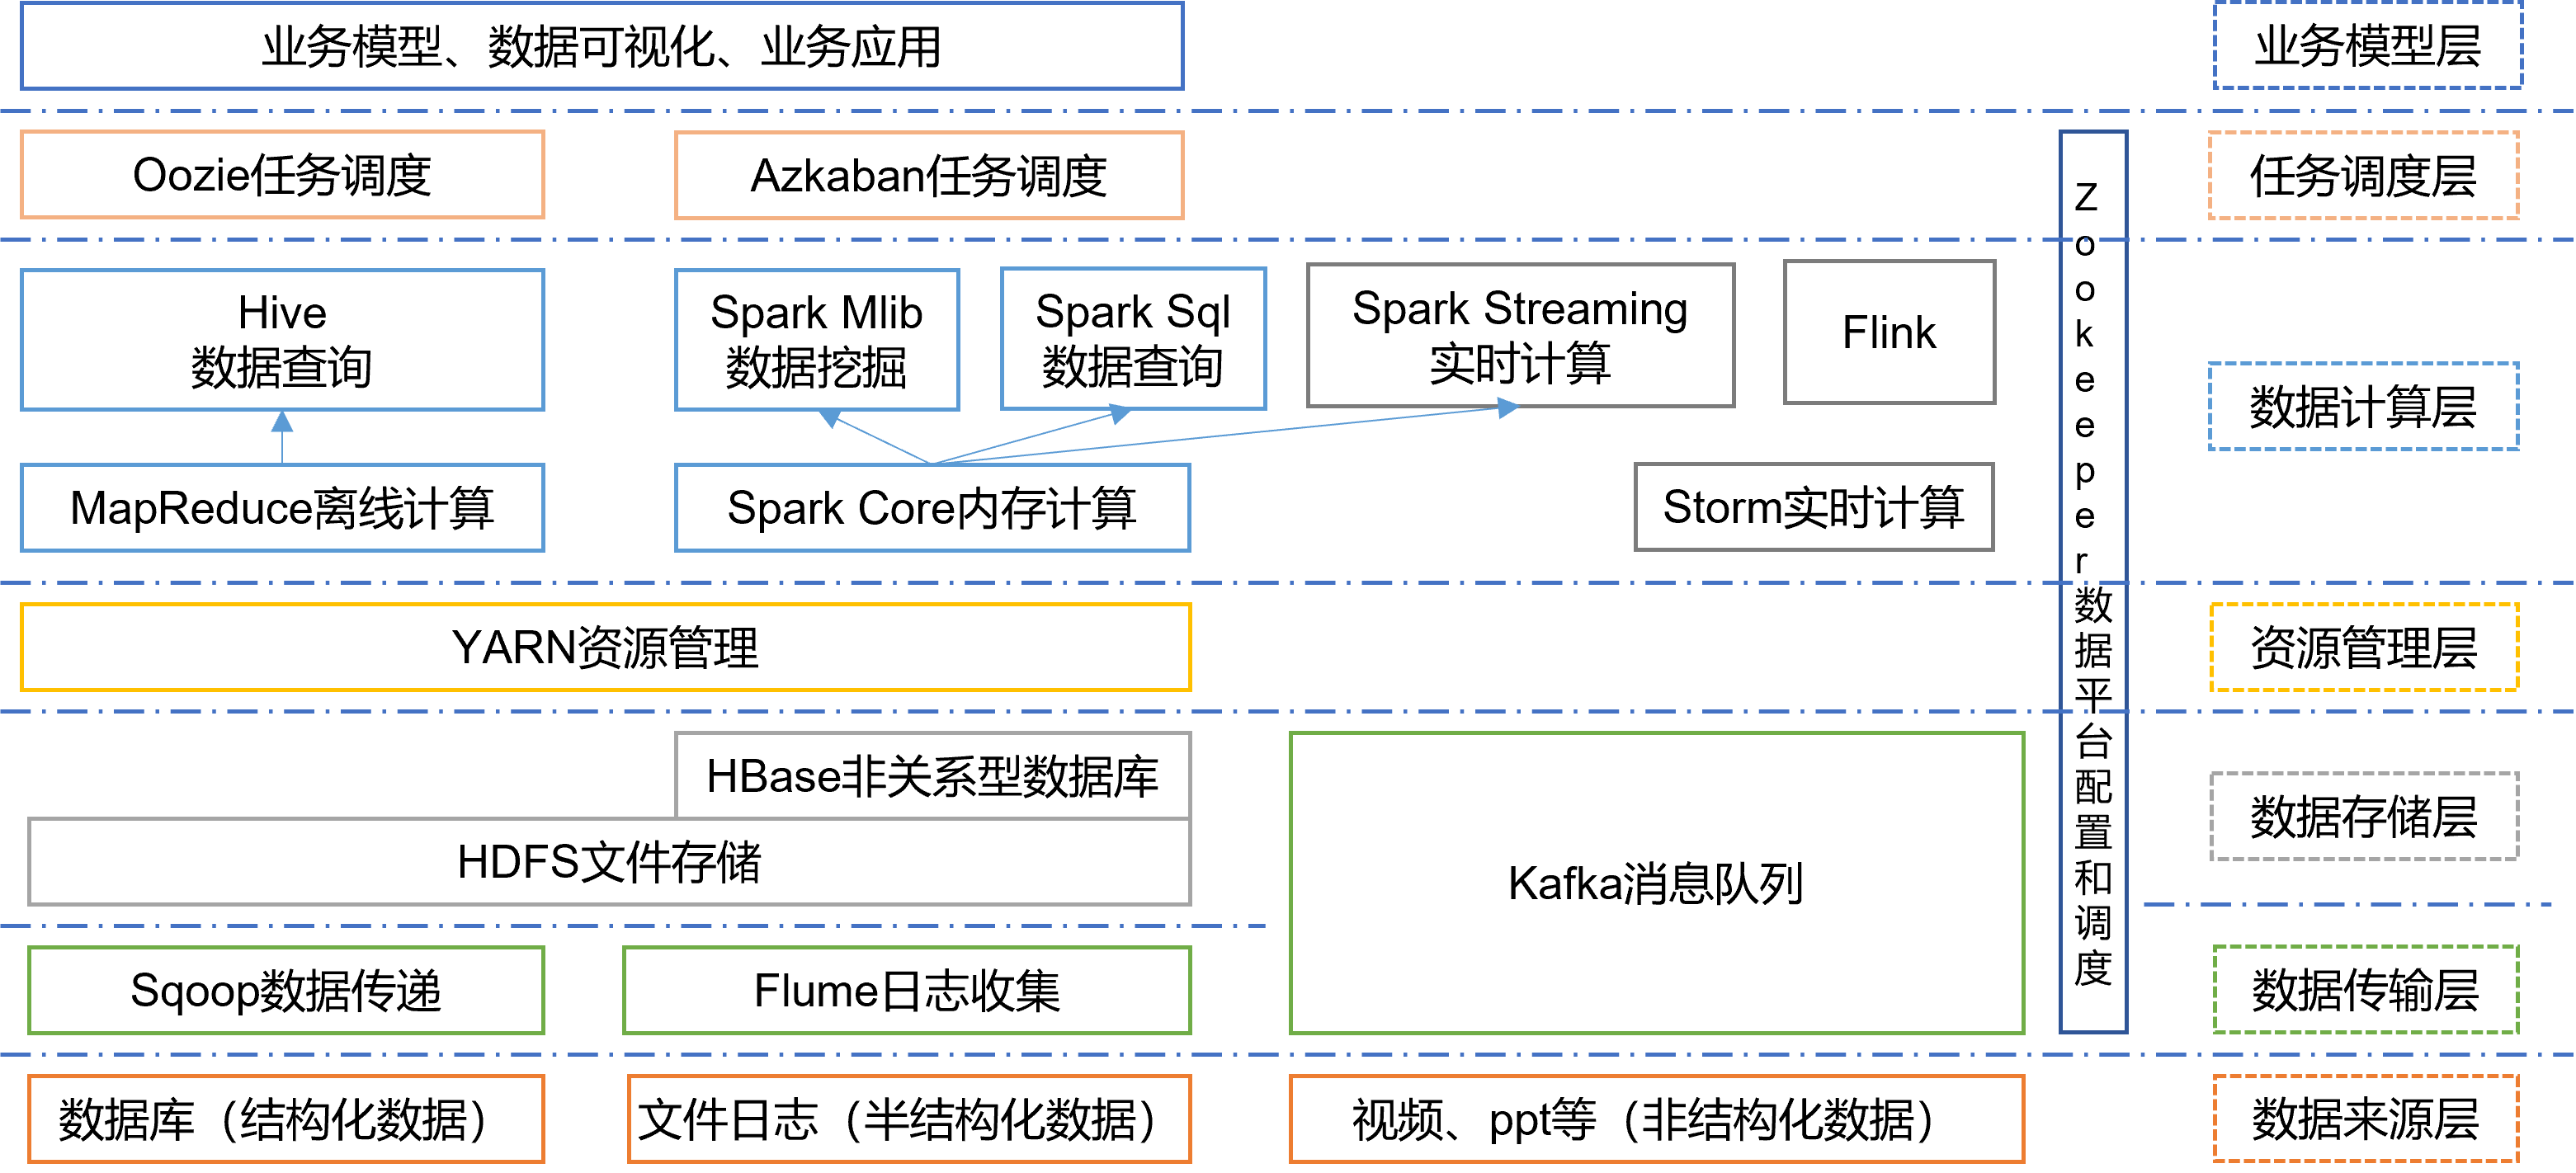 业务模型、数据可视化、业务应用
业务模型层
Oozie任务调度
Azkaban任务调度
任务调度层
Hive
数据查询
Spark Mlib
数据挖掘
Spark Sql
数据查询
Spark Streaming
实时计算
Flink
数据计算层
MapReduce离线计算
Spark Core内存计算
Storm实时计算
Zookeeper数据平台配置和调度
YARN资源管理
资源管理层
HBase非关系型数据库
HDFS文件存储
Kafka消息队列
数据存储层
Sqoop数据传递
Flume日志收集
数据传输层
数据库（结构化数据）
文件日志（半结构化数据）
视频、ppt等（非结构化数据）
数据来源层